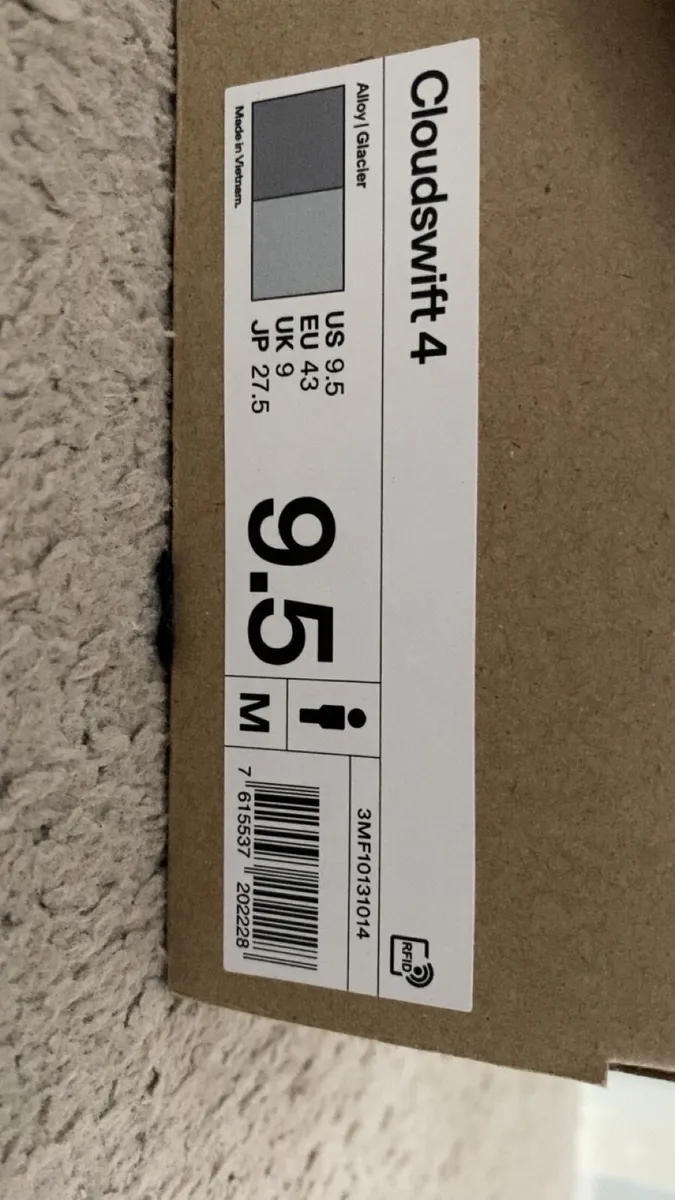 Cloudswift 4
RFID
Alloy | Glacier
Made in Vietnam.
US 9.5
EU 43
UK 9
JP 27.5
9.5
M
3MF10131014
7 615537 202228